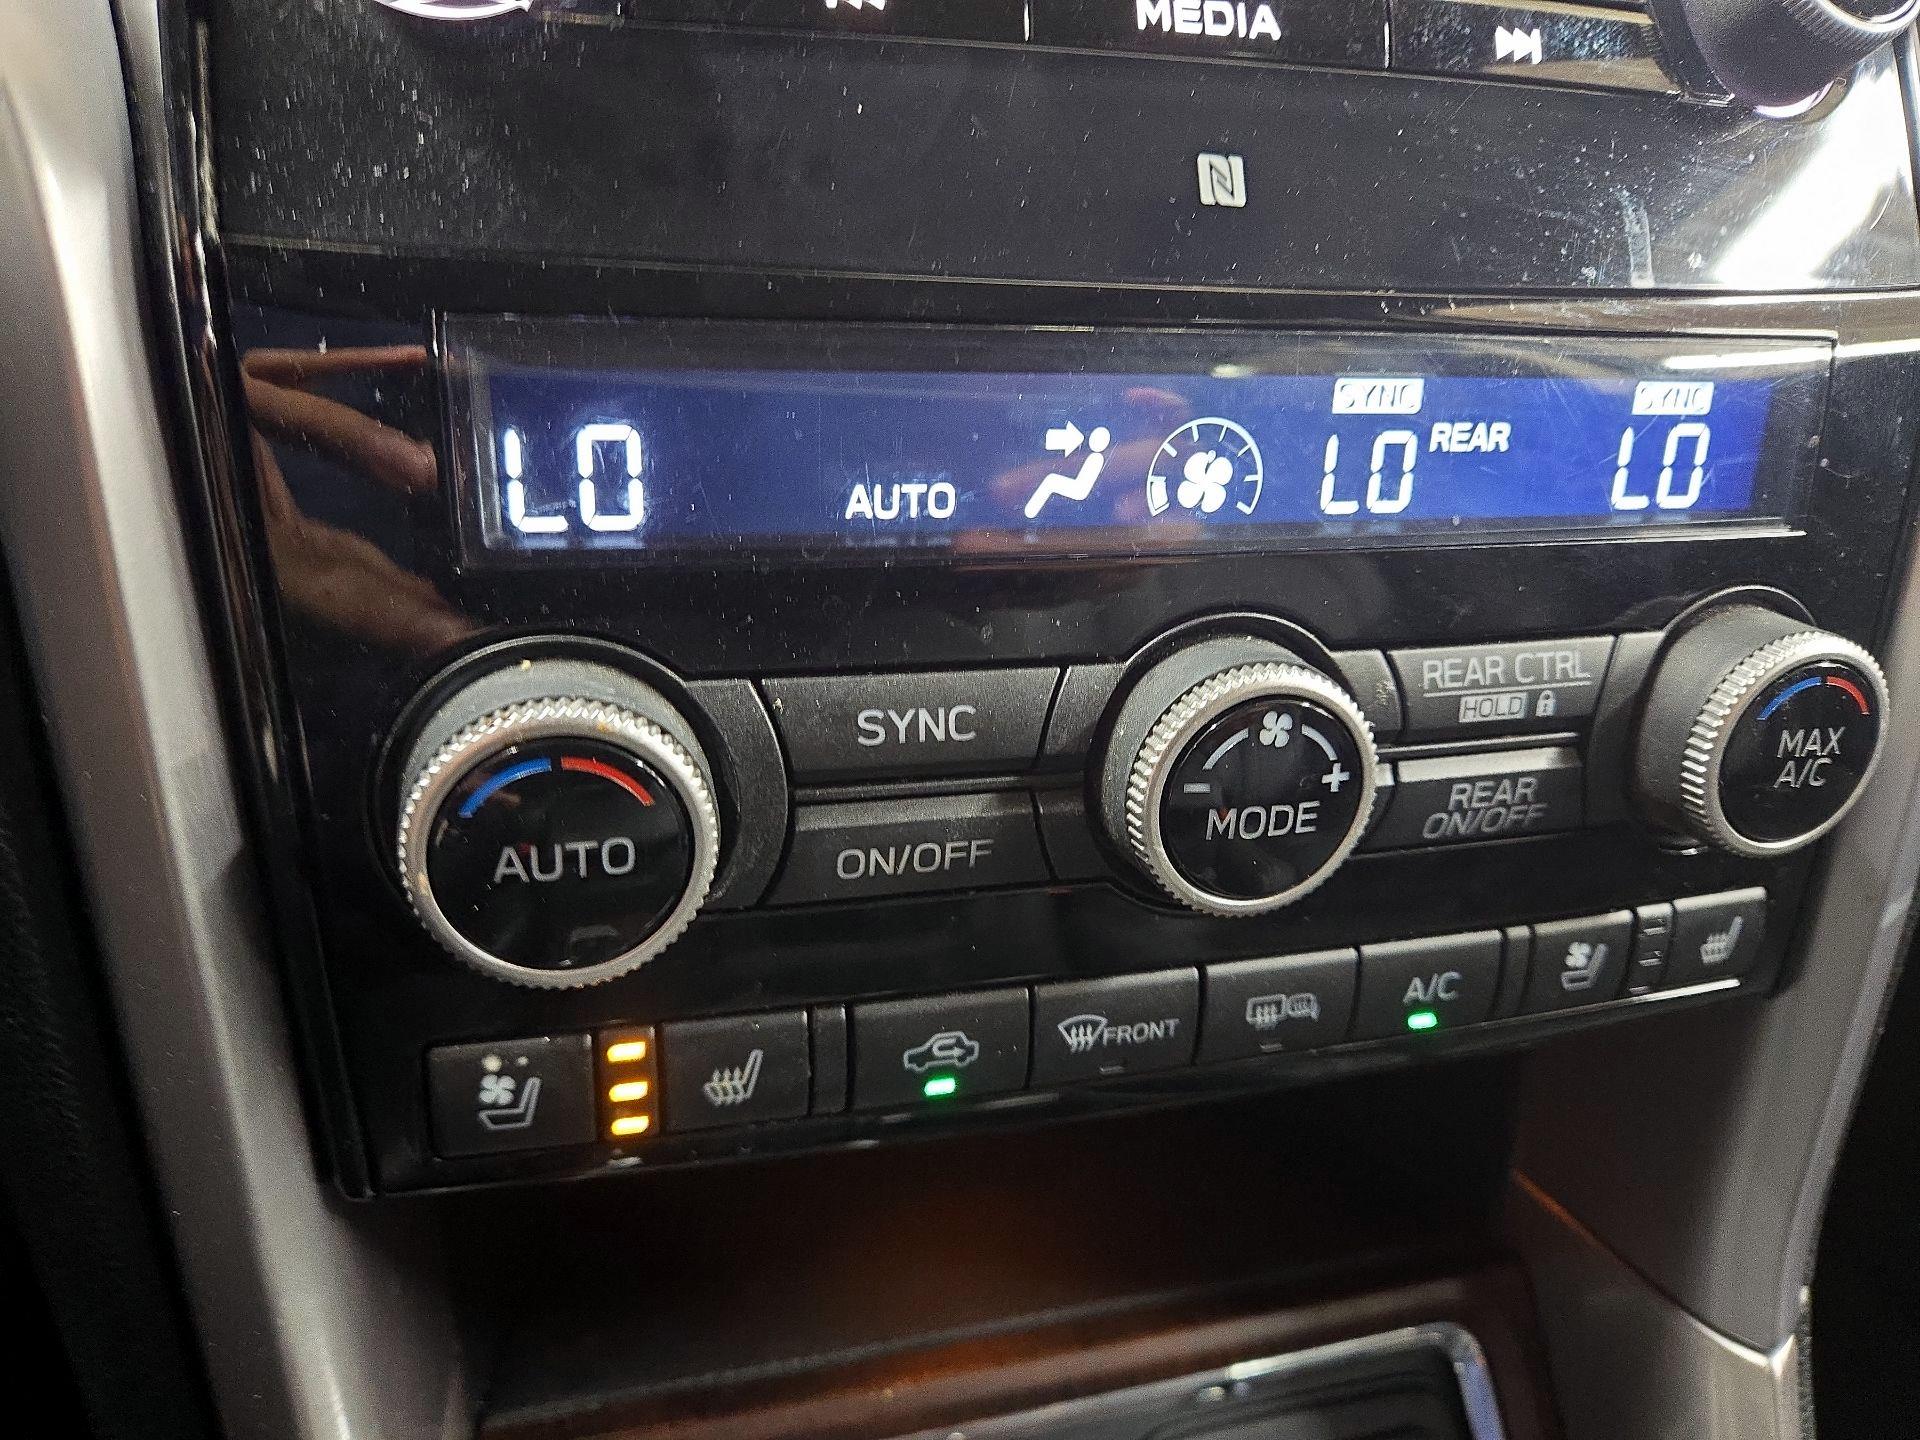 MEDIA
SYNC SYNC
LO AUTO LO REAR LO
SYNC
ON/OFF
AUTO
MODE
- +
REAR CTRL
HOLD
REAR
ON/OFF
MAX
A/C
FRONT
A/C